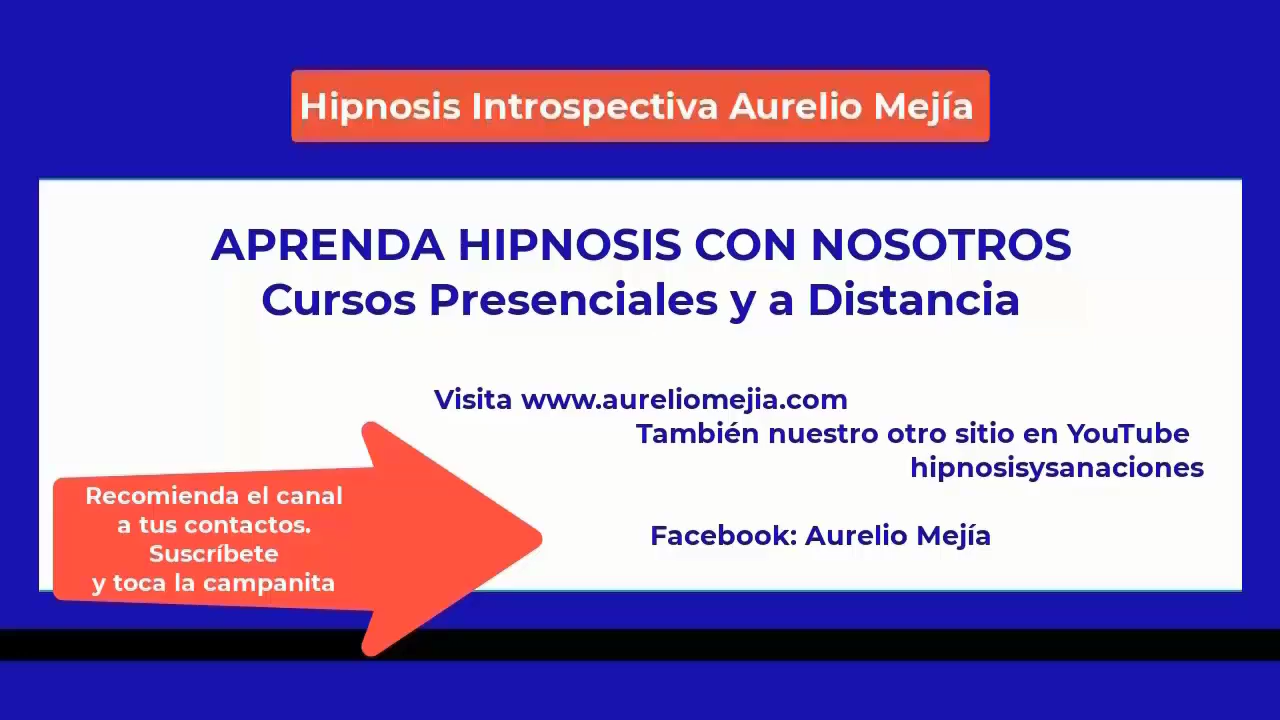 Hipnosis Introspectiva Aurelio Mejía
APRENDA HIPNOSIS CON NOSOTROS
Cursos Presenciales y a Distancia
Visita www.aureliomejia.com
También nuestro otro sitio en YouTube
hipnosisysanaciones
Facebook: Aurelio Mejía
Recomienda el canal
a tus contactos.
Suscríbete
y toca la campanita